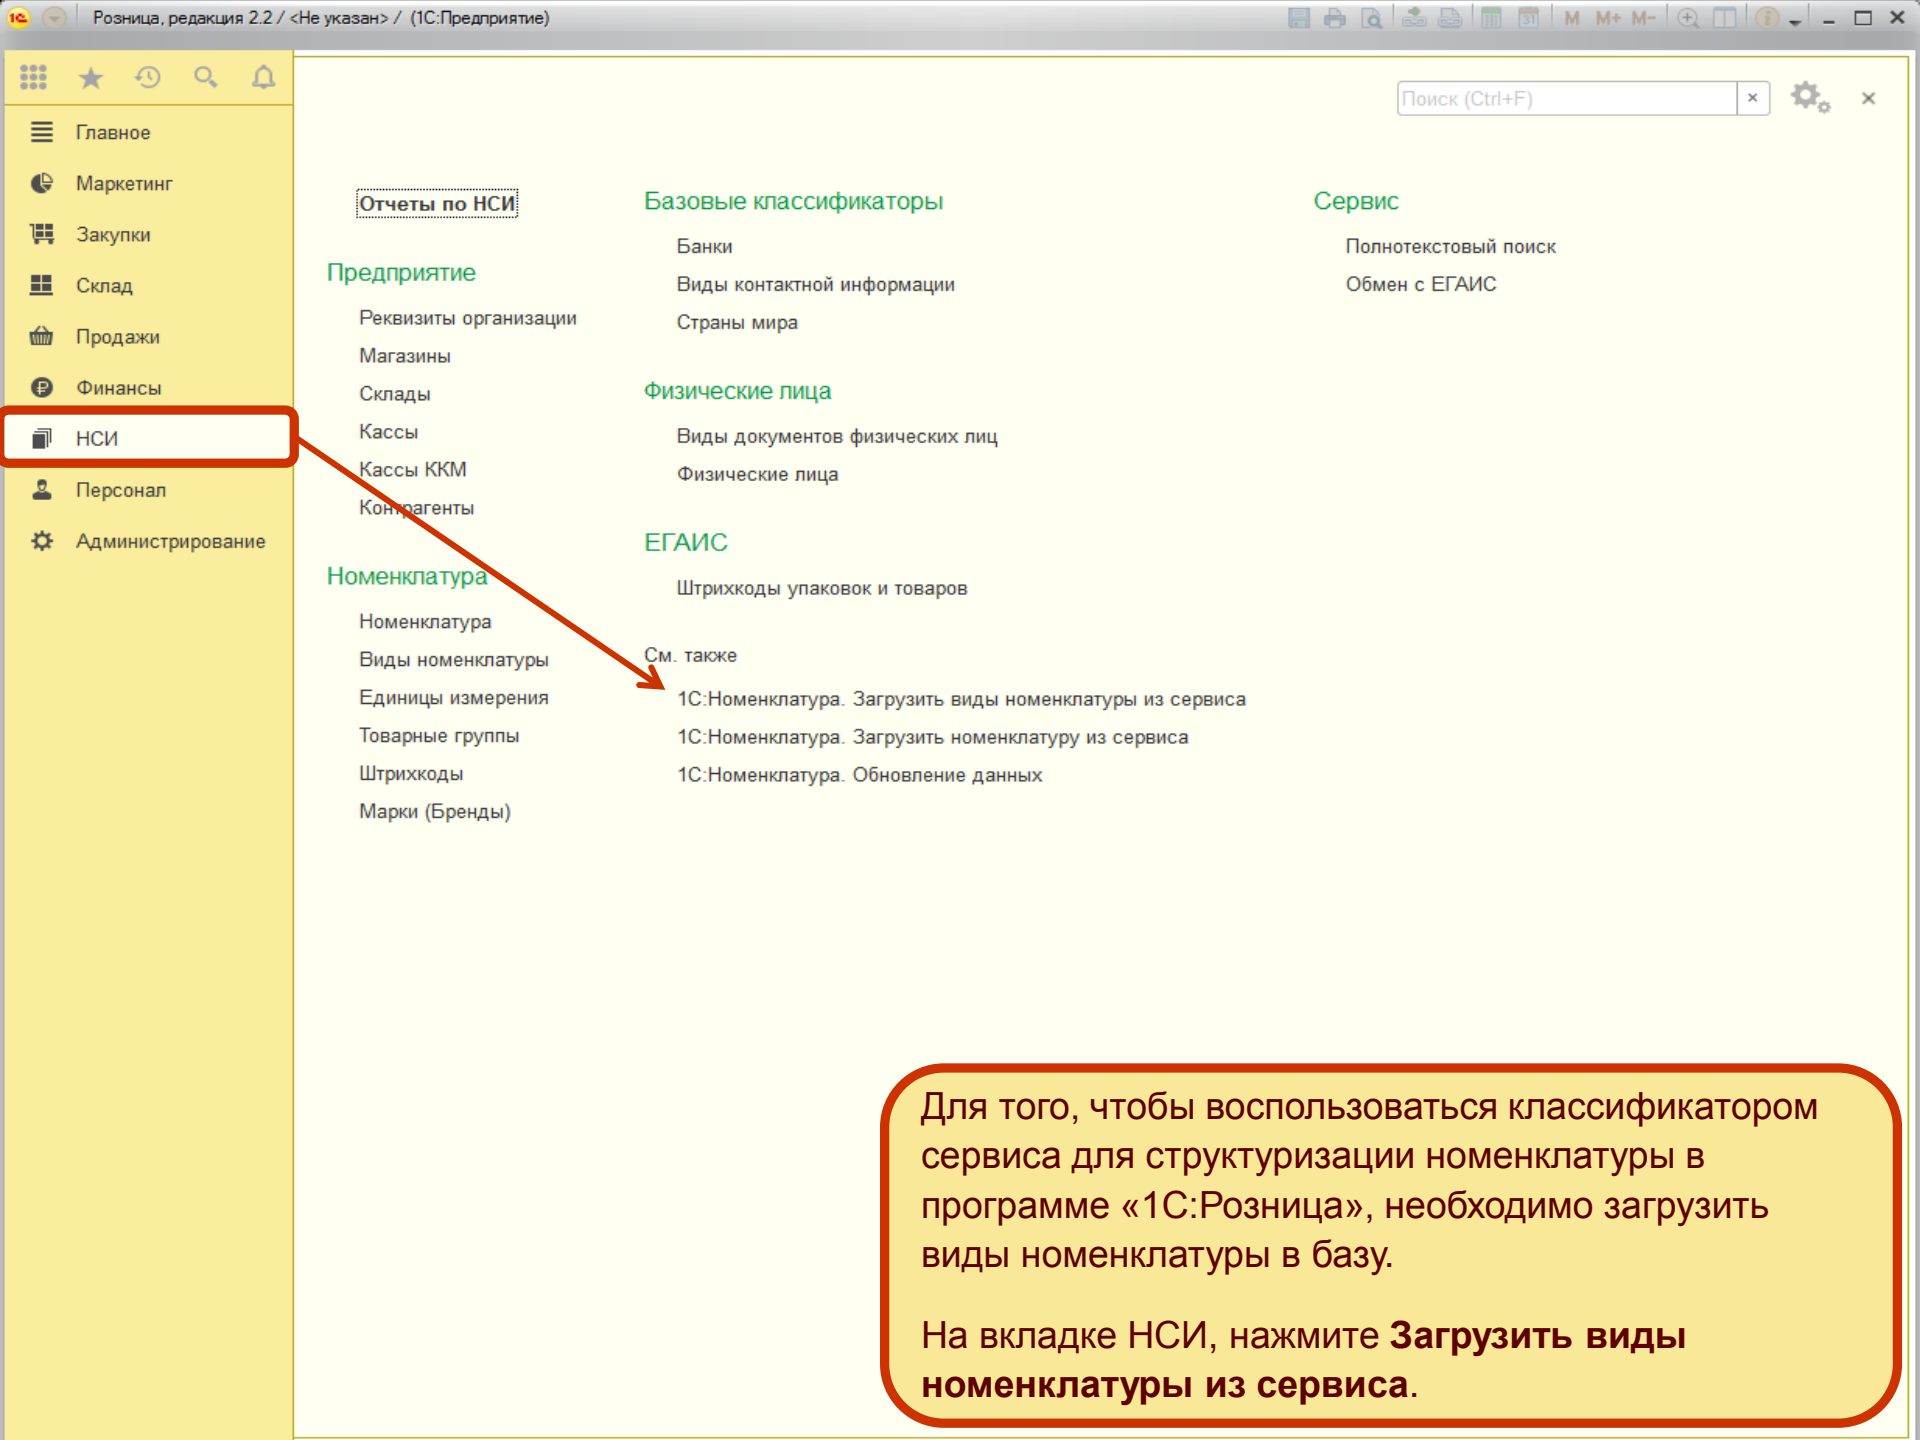 1С Розница, редакция 2.2 / <Не указан> / (1С:Предприятие)
31 M M+ M-
Поиск (Ctrl+F)
Главное
Маркетинг
Закупки
Склад
Продажи
Финансы
НСИ
Персонал
Администрирование
Отчеты по НСИ
Предприятие
Реквизиты организации
Магазины
Склады
Кассы
Кассы ККМ
Контрагенты
Номенклатура
Номенклатура
Виды номенклатуры
Единицы измерения
Товарные группы
Штрихкоды
Марки (Бренды)
Базовые классификаторы
Банки
Виды контактной информации
Страны мира
Физические лица
Виды документов физических лиц
Физические лица
ЕГАИС
Штрихкоды упаковок и товаров
См. также
1С:Номенклатура. Загрузить виды номенклатуры из сервиса
1С:Номенклатура. Загрузить номенклатуру из сервиса
1С:Номенклатура. Обновление данных
Сервис
Полнотекстовый поиск
Обмен с ЕГАИС
Для того, чтобы воспользоваться классификатором
сервиса для структуризации номенклатуры в
программе «1С:Розница», необходимо загрузить
виды номенклатуры в базу.
На вкладке НСИ, нажмите Загрузить виды
номенклатуры из сервиса.